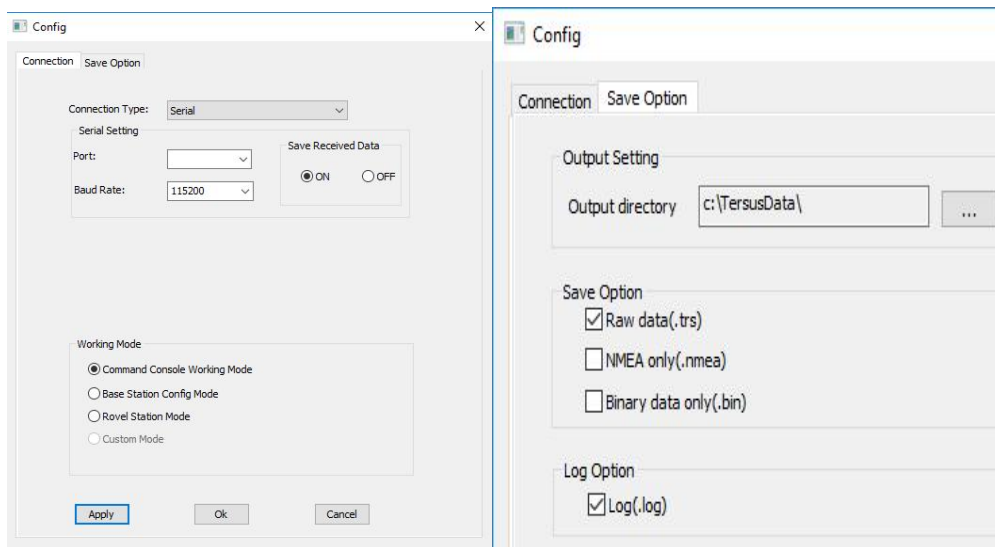 Config
Connection Save Option
Connection Type: Serial
Serial Setting
Port:
Save Received Data
ON OFF
Baud Rate: 115200
Working Mode
Command Console Working Mode
Base Station Config Mode
Rovel Station Mode
Custom Mode
Apply Ok Cancel
Config
Connection Save Option
Output Setting
Output directory c:\TersusData\ ...
Save Option
Raw data(.trs)
NMEA only(.nmea)
Binary data only(.bin)
Log Option
Log(.log)